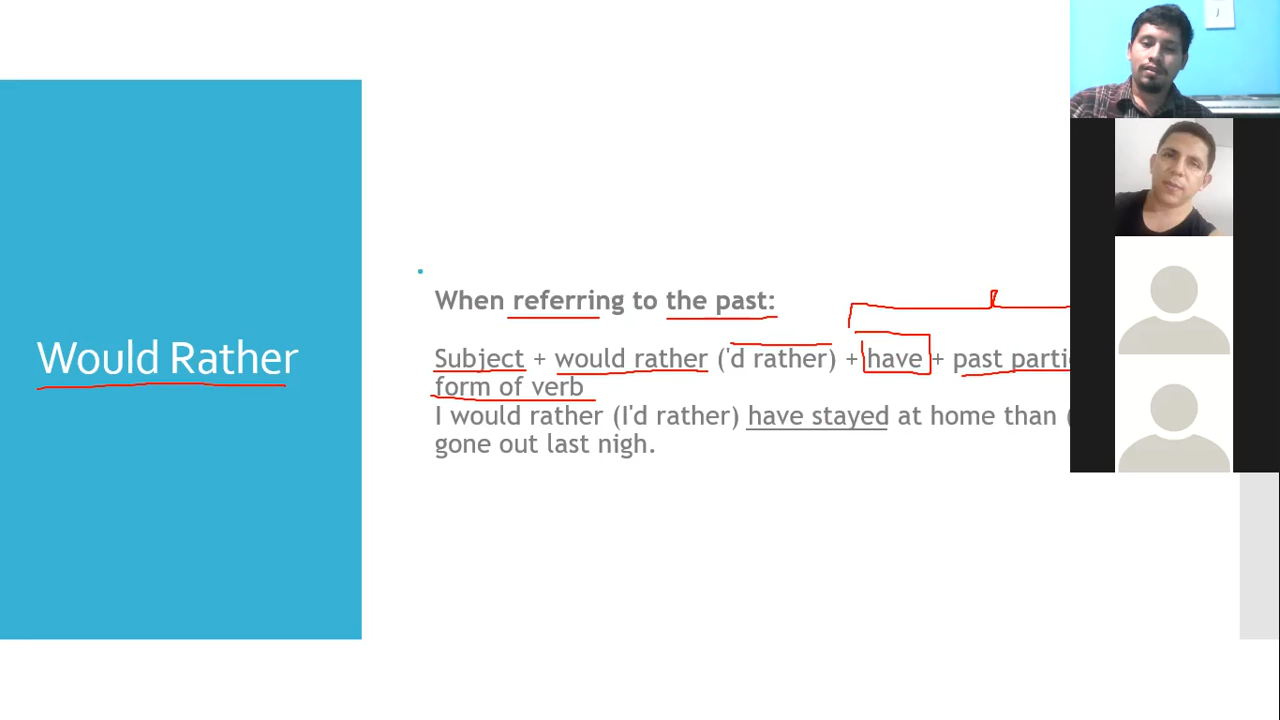 Would Rather
When referring to the past:
Subject + would rather ('d rather) + have + past
form of verb
I would rather (I'd rather) have stayed at home than (
gone out last nigh.